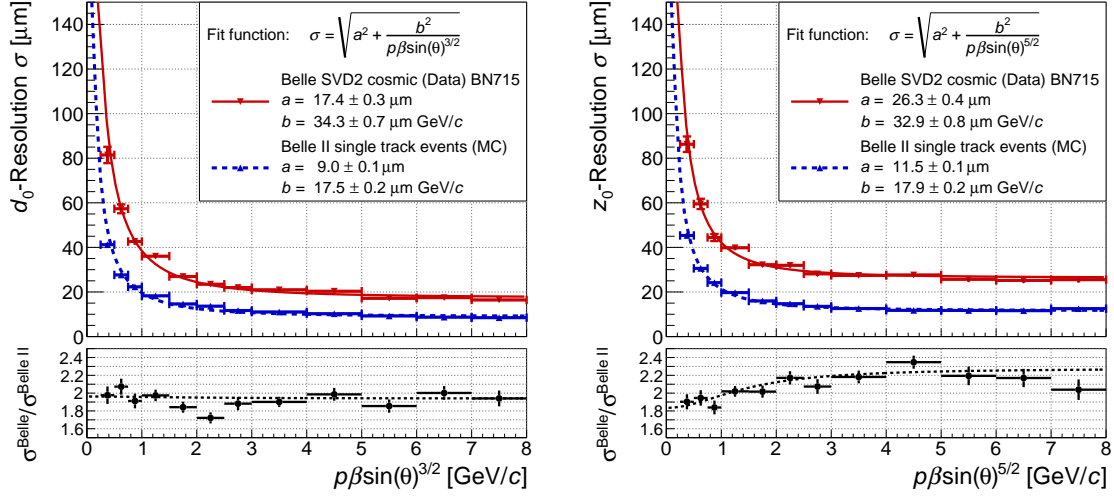 d₀-Resolution σ [μm]
140
120
100
80
60
40
20
0
Fit function: σ = √(a² + b²/(pβsin(θ)^3/2))
Belle SVD2 cosmic (Data) BN715
a = 17.4 ± 0.3 μm
b = 34.3 ± 0.7 μm GeV/c
Belle II single track events (MC)
a = 9.0 ± 0.1 μm
b = 17.5 ± 0.2 μm GeV/c
σ^Belle/σ^Belle II
2.4
2.2
2
1.8
1.6
0 1 2 3 4 5 6 7 8
pβsin(θ)^3/2 [GeV/c]
z₀-Resolution σ [μm]
140
120
100
80
60
40
20
0
Fit function: σ = √(a² + b²/(pβsin(θ)^5/2))
Belle SVD2 cosmic (Data) BN715
a = 26.3 ± 0.4 μm
b = 32.9 ± 0.8 μm GeV/c
Belle II single track events (MC)
a = 11.5 ± 0.1 μm
b = 17.9 ± 0.2 μm GeV/c
σ^Belle/σ^Belle II
2.4
2.2
2
1.8
1.6
0 1 2 3 4 5 6 7 8
pβsin(θ)^5/2 [GeV/c]